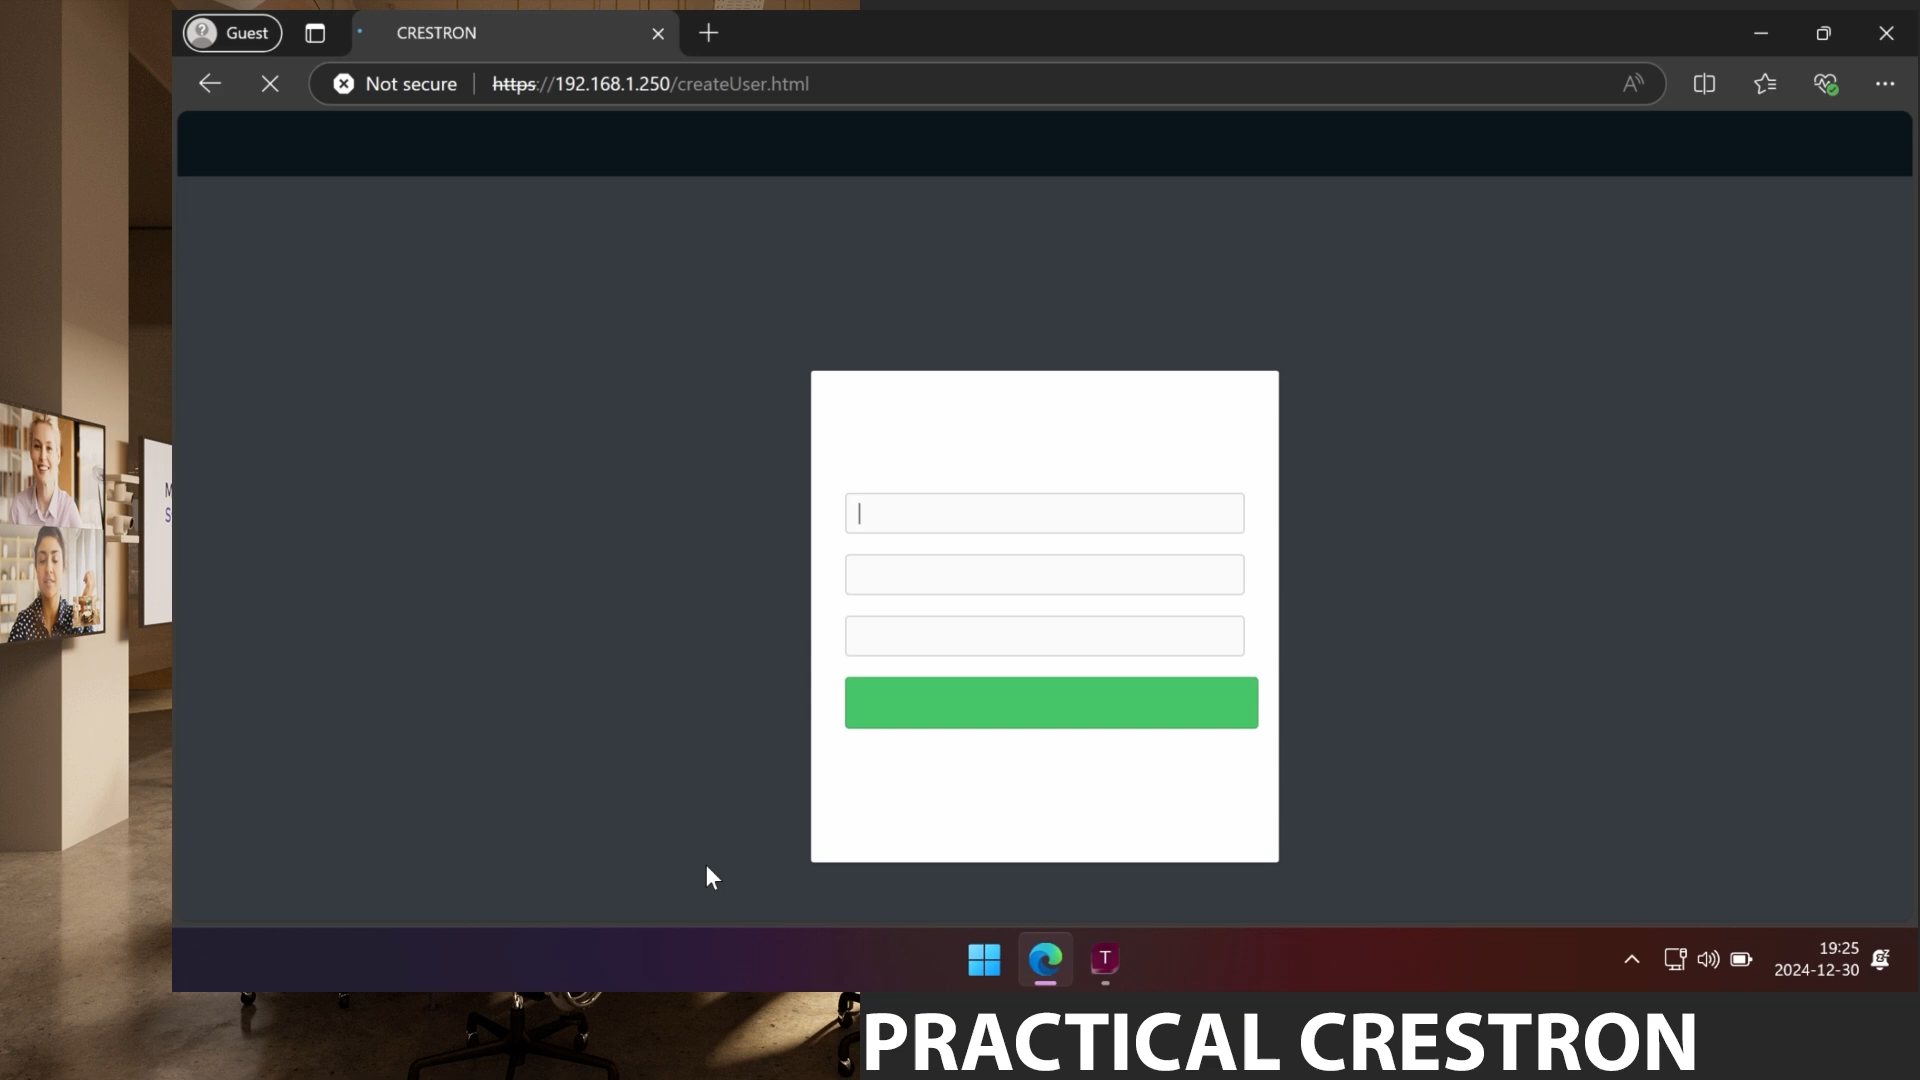 Guest
CRESTRON
Not secure
https://192.168.1.250/createUser.html
M
S
T
19:25
2024-12-30
PRACTICAL CRESTRON